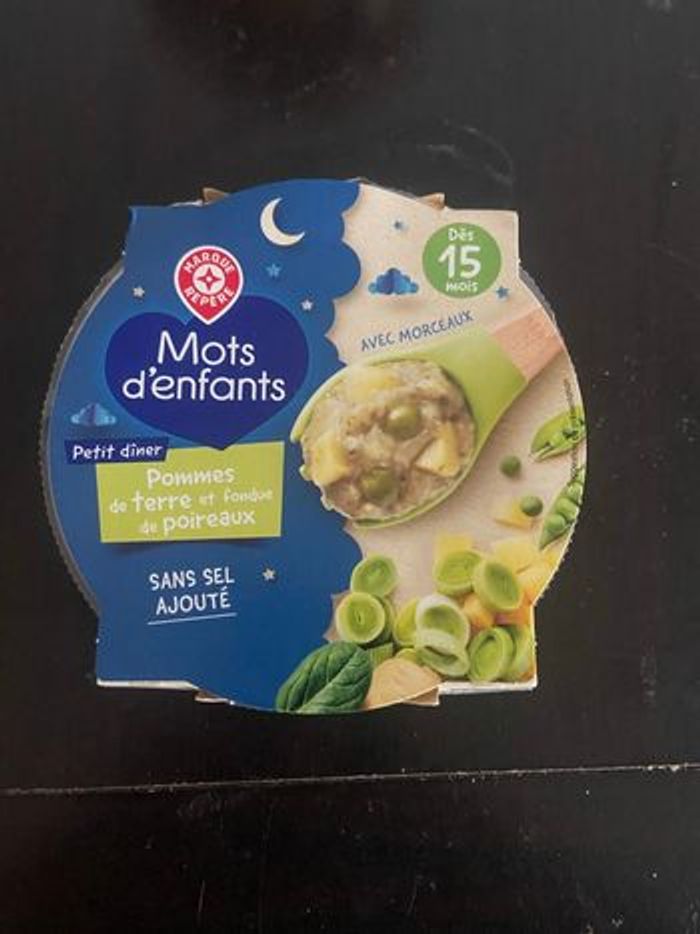 MARQUE
REPÈRE
Mots
d'enfants
Petit dîner
Pommes
de terre et fondue
de poireaux
SANS SEL
AJOUTÉ
Dès
15
mois
AVEC MORCEAUX